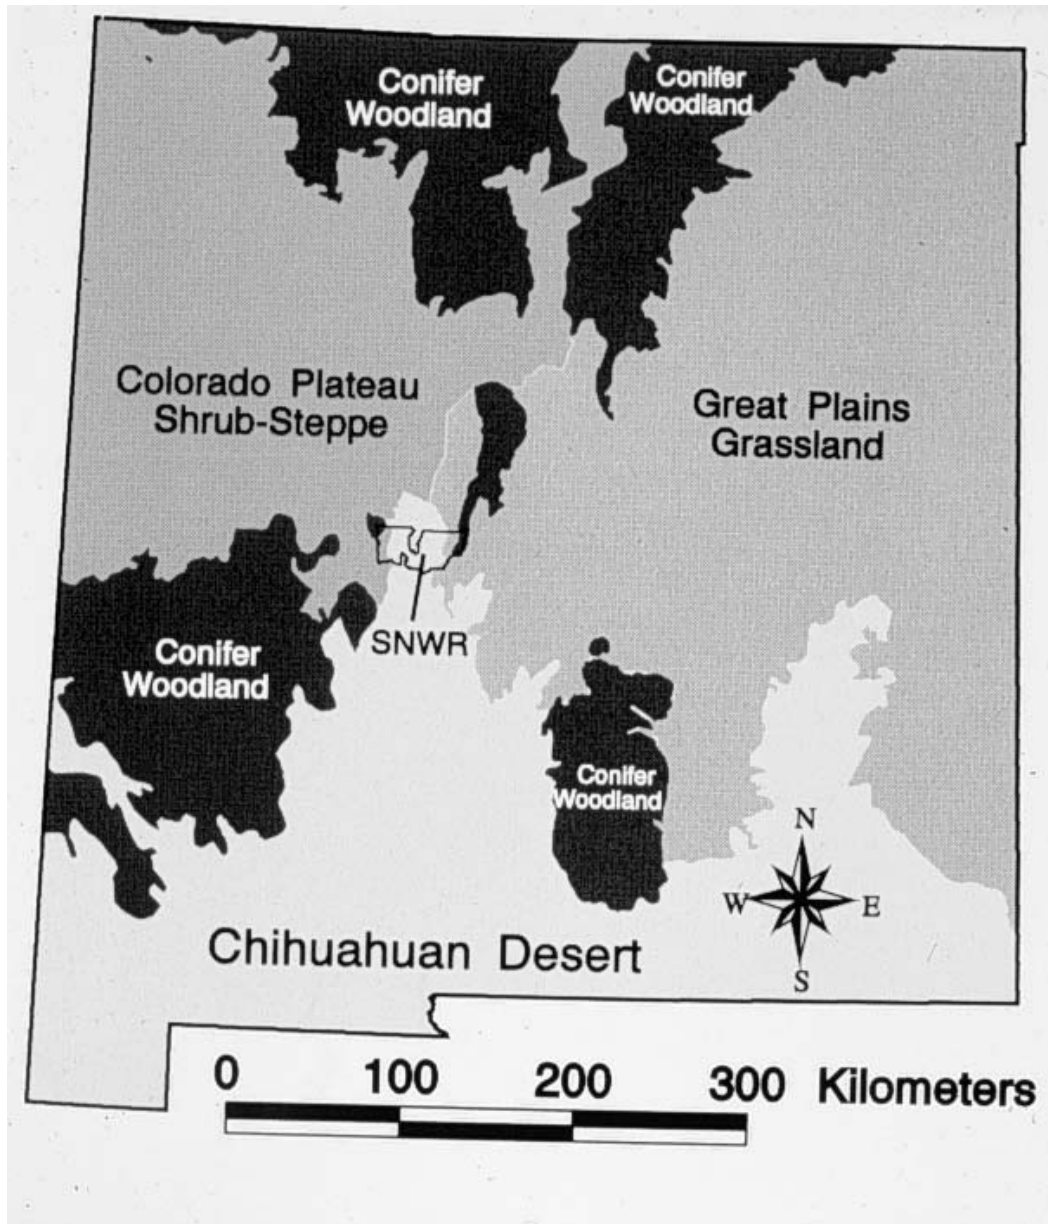 Conifer
Woodland
Conifer
Woodland
Colorado Plateau
Shrub-Steppe
Great Plains
Grassland
SNWR
Conifer
Woodland
Conifer
Woodland
N
W
E
S
Chihuahuan Desert
0 100 200 300 Kilometers